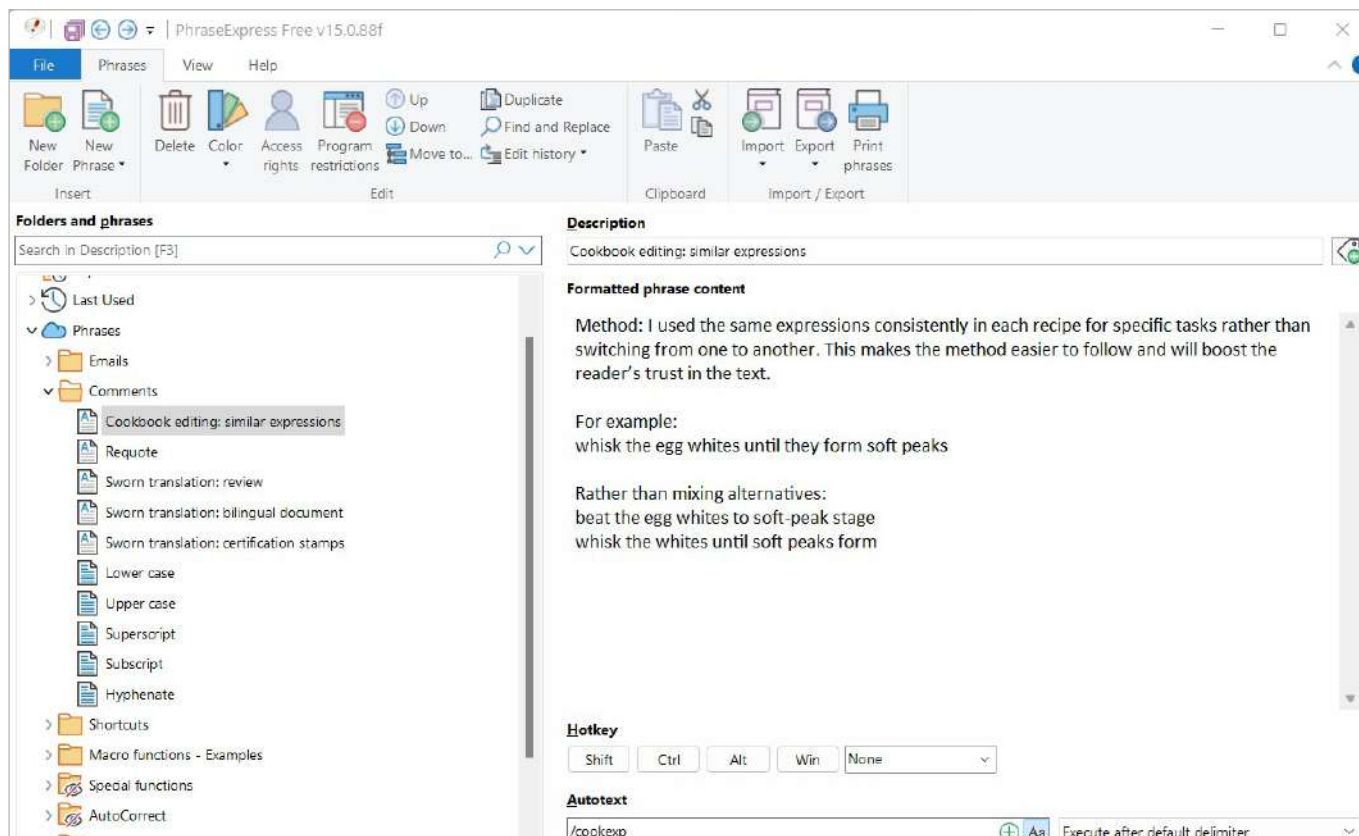 PhraseExpress Free v15.0.88f
File Phrases View Help
New Folder
New Phrase
Delete
Color
Access rights
Program restrictions
Up
Down
Move to...
Duplicate
Find and Replace
Edit history
Paste
Import
Export
Print phrases
Insert
Edit
Clipboard
Import / Export
Folders and phrases
Search in Description [F3]
Last Used
Phrases
Emails
Comments
Cookbook editing: similar expressions
Requote
Sworn translation: review
Sworn translation: bilingual document
Sworn translation: certification stamps
Lower case
Upper case
Superscript
Subscript
Hyphenate
Shortcuts
Macro functions - Examples
Special functions
AutoCorrect
Description
Cookbook editing: similar expressions
Formatted phrase content
Method: I used the same expressions consistently in each recipe for specific tasks rather than
switching from one to another. This makes the method easier to follow and will boost the
reader's trust in the text.
For example:
whisk the egg whites until they form soft peaks
Rather than mixing alternatives:
beat the egg whites to soft-peak stage
whisk the whites until soft peaks form
Hotkey
Shift Ctrl Alt Win None
Autotext
/cookexp Aa Execute after default delimiter